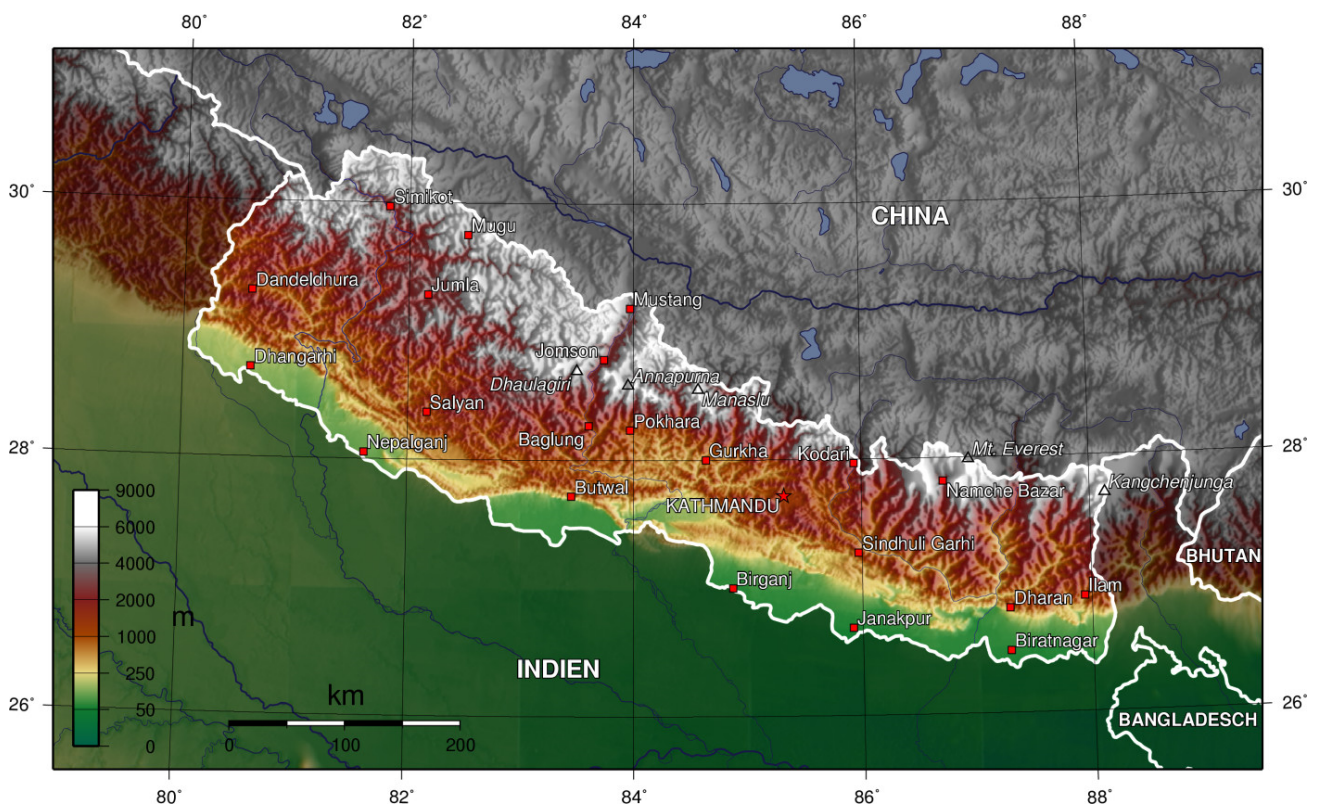 80°
82°
84°
86°
88°
30°
30°
Simikot
CHINA
Mugu
Dandeldhura
Jumla
Mustang
Dhangarhi
Jomson
Dhaulagiri
Annapurna
Manaslu
Salyan
Baglung
Pokhara
28°
Nepalganj
Gurkha
Kodari
Mt. Everest
28°
Namche Bazar
Kangchenjunga
Butwal
KATHMANDU
9000
6000
4000
2000
1000
250
50
0
m
Sindhuli Garhi
BHUTAN
Birganj
Dharan
Ilam
Janakpur
Biratnagar
INDIEN
km
0
100
200
26°
26°
BANGLADESCH
80°
82°
84°
86°
88°